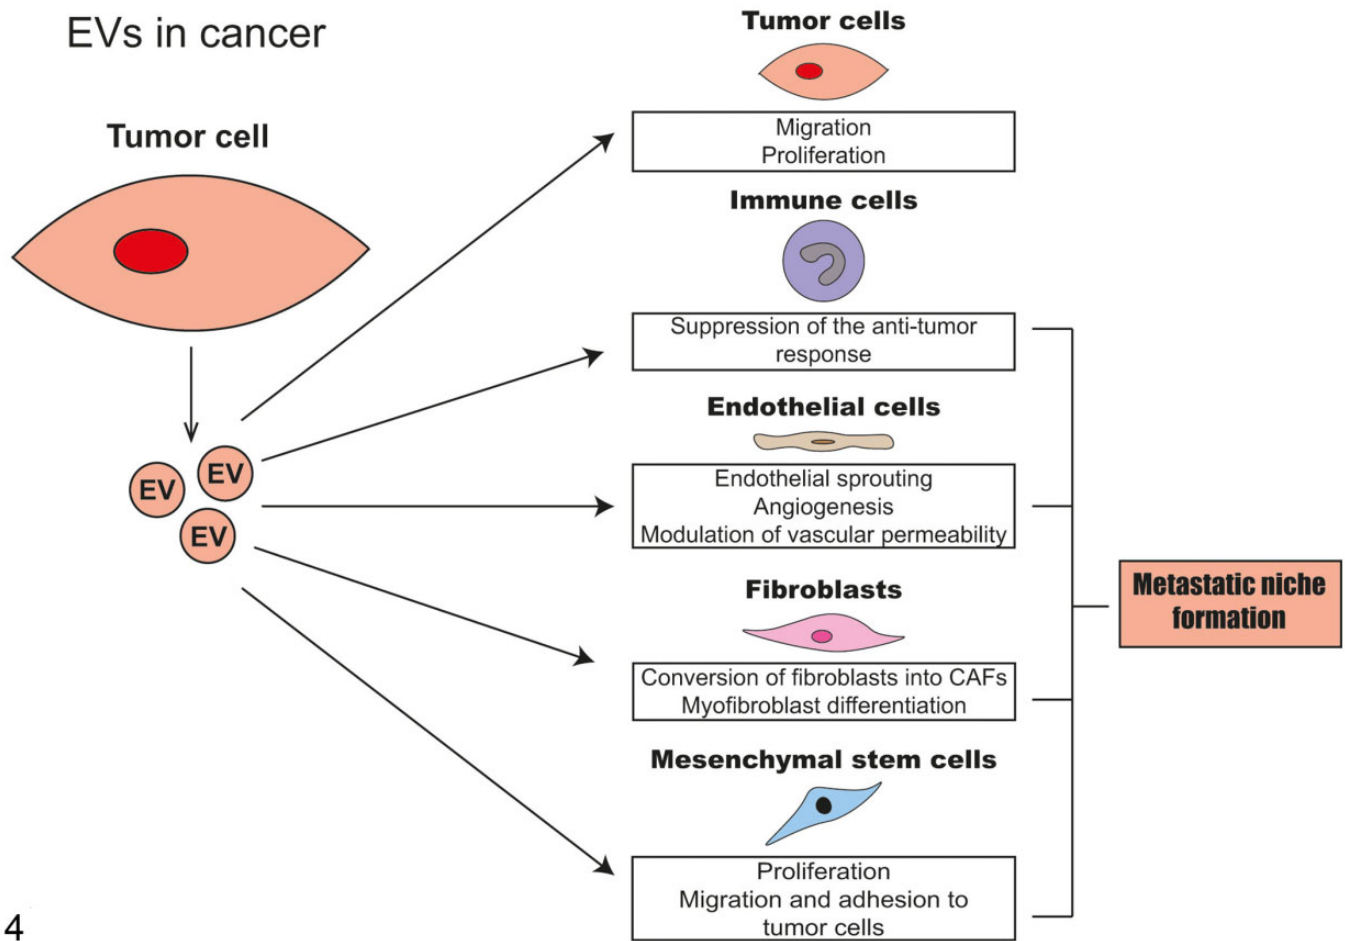 EVs in cancer
Tumor cell
EV
EV
EV
Tumor cells
Migration
Proliferation
Immune cells
Suppression of the anti-tumor
response
Endothelial cells
Endothelial sprouting
Angiogenesis
Modulation of vascular permeability
Fibroblasts
Conversion of fibroblasts into CAFs
Myofibroblast differentiation
Mesenchymal stem cells
Proliferation
Migration and adhesion to
tumor cells
Metastatic niche
formation
4